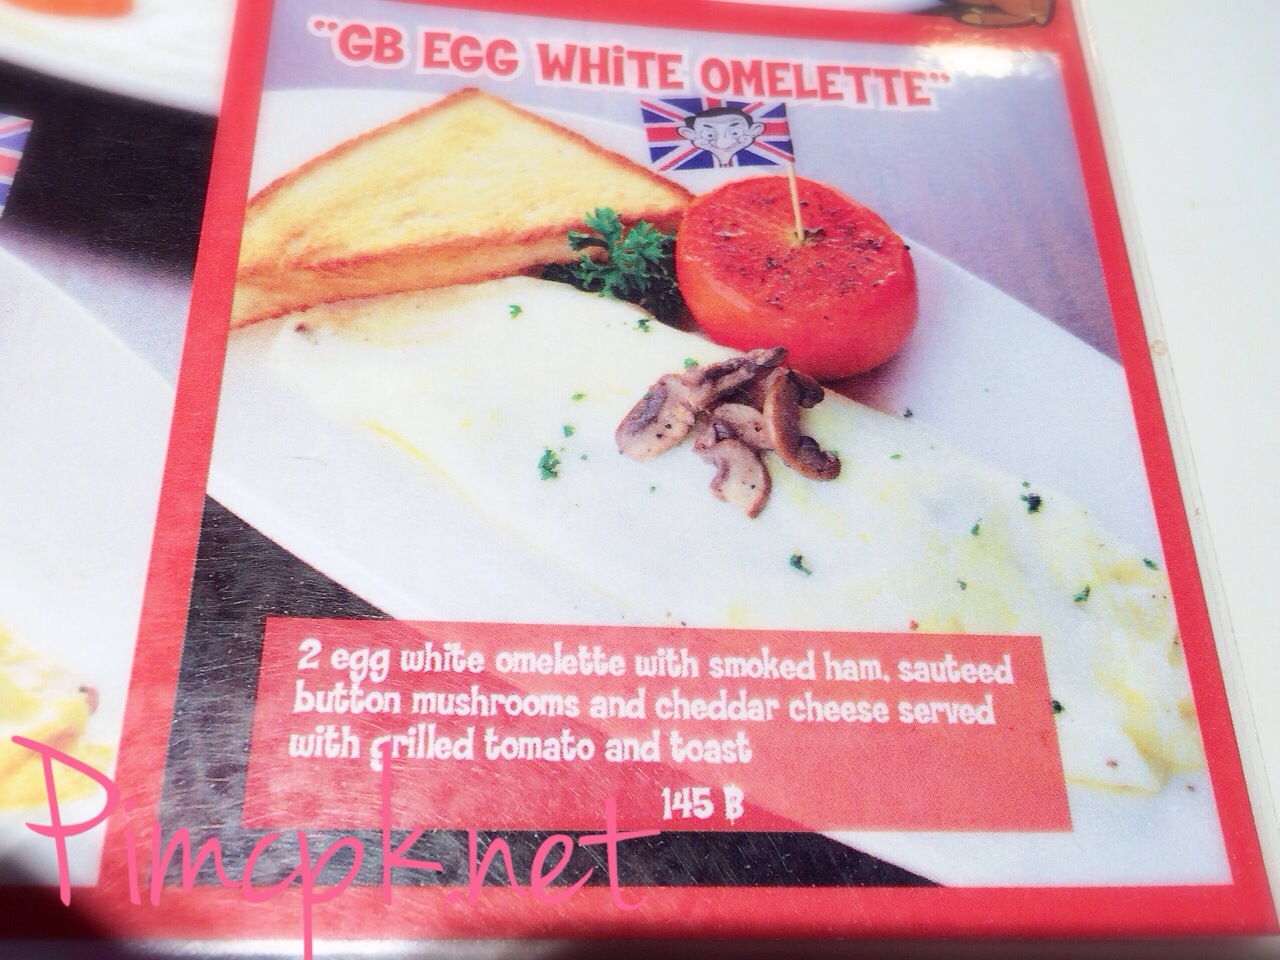 "GB EGG WHiTE OMELETTE"
2 egg white omelette with smoked ham, sauteed
button mushrooms and cheddar cheese served
with grilled tomato and toast
145 ฿
Pimcpk.net